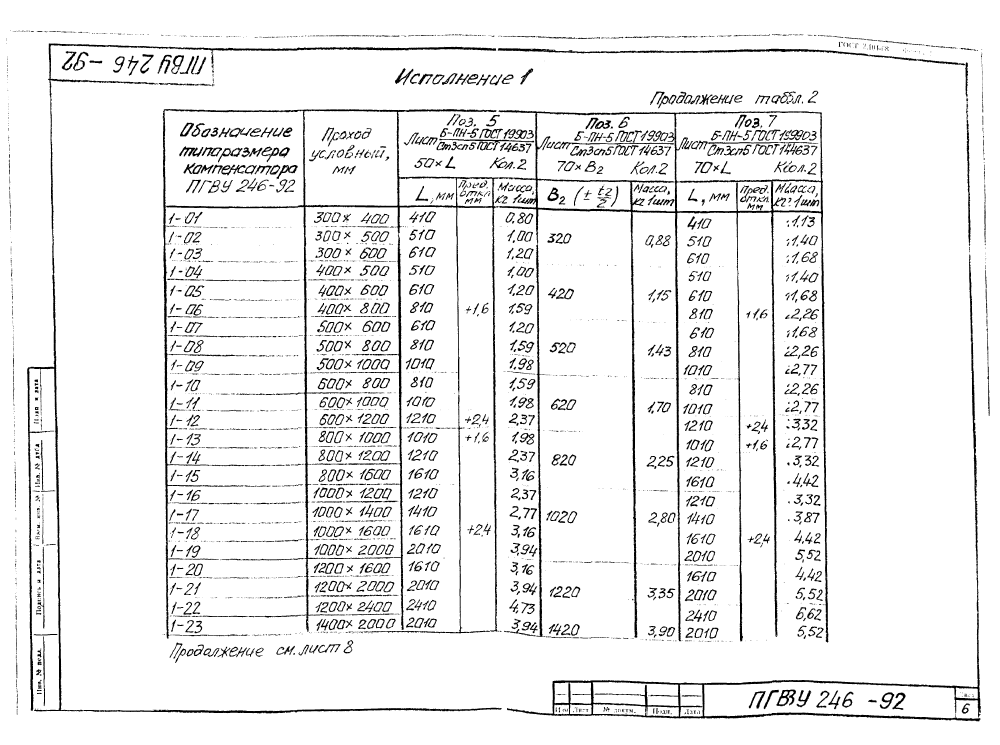 ГОСТ 2.101-68
ПГВУ 246 -92
Исполнение 1
Продолжение табл. 2
Обозначение типаразмера компенсатора ПГВУ 246-92
Проход условный, мм
Поз. 5
Лист Б-ПН-5 ГОСТ 19903 / Ст3сп5 ГОСТ 14637
50×L Кол.2
Поз. 6
Лист Б-ПН-5 ГОСТ 19903 / Ст3сп5 ГОСТ 14637
70×B2 Кол.2
Поз. 7
Лист Б-ПН-5 ГОСТ 199903 / Ст3сп5 ГОСТ 144637
70×L Кол.2
L, мм Пред. откл. мм Масса, кг 1шт B2 (± t2/2) Масса, кг 1шт L, мм Пред. откл. мм Масса, кг 1шт
1-01 300× 400 410 0,80 410 1,13
1-02 300× 500 510 1,00 320 0,88 510 1,40
1-03 300× 600 610 1,20 610 1,68
1-04 400× 500 510 1,00 510 1,40
1-05 400× 600 610 1,20 420 1,15 610 1,68
1-06 400× 800 810 +1,6 1,59 810 +1,6 2,26
1-07 500× 600 610 1,20 610 1,68
1-08 500× 800 810 1,59 520 1,43 810 2,26
1-09 500×1000 1010 1,98 1010 2,77
1-10 600× 800 810 1,59 810 2,26
1-11 600×1000 1010 1,98 620 1,70 1010 2,77
1-12 600×1200 1210 +2,4 2,37 1210 +2,4 3,32
1-13 800×1000 1010 +1,6 1,98 1010 +1,6 2,77
1-14 800×1200 1210 2,37 820 2,25 1210 3,32
1-15 800×1600 1610 3,16 1610 4,42
1-16 1000×1200 1210 2,37 1210 3,32
1-17 1000×1400 1410 2,77 1020 2,80 1410 3,87
1-18 1000×1600 1610 +2,4 3,16 1610 +2,4 4,42
1-19 1000×2000 2010 3,94 2010 5,52
1-20 1200×1600 1610 3,16 1610 4,42
1-21 1200×2000 2010 3,94 1220 3,35 2010 5,52
1-22 1200×2400 2410 4,73 2410 6,62
1-23 1400×2000 2010 3,94 1420 3,90 2010 5,52
Продолжение см. лист 8
Подп. и дата
Инв. № дубл.
Взам. инв. №
Подпись и дата
Инв. № подл.
Изм Лист № докум. Подп. Дата
ПГВУ 246 -92
Лист
6